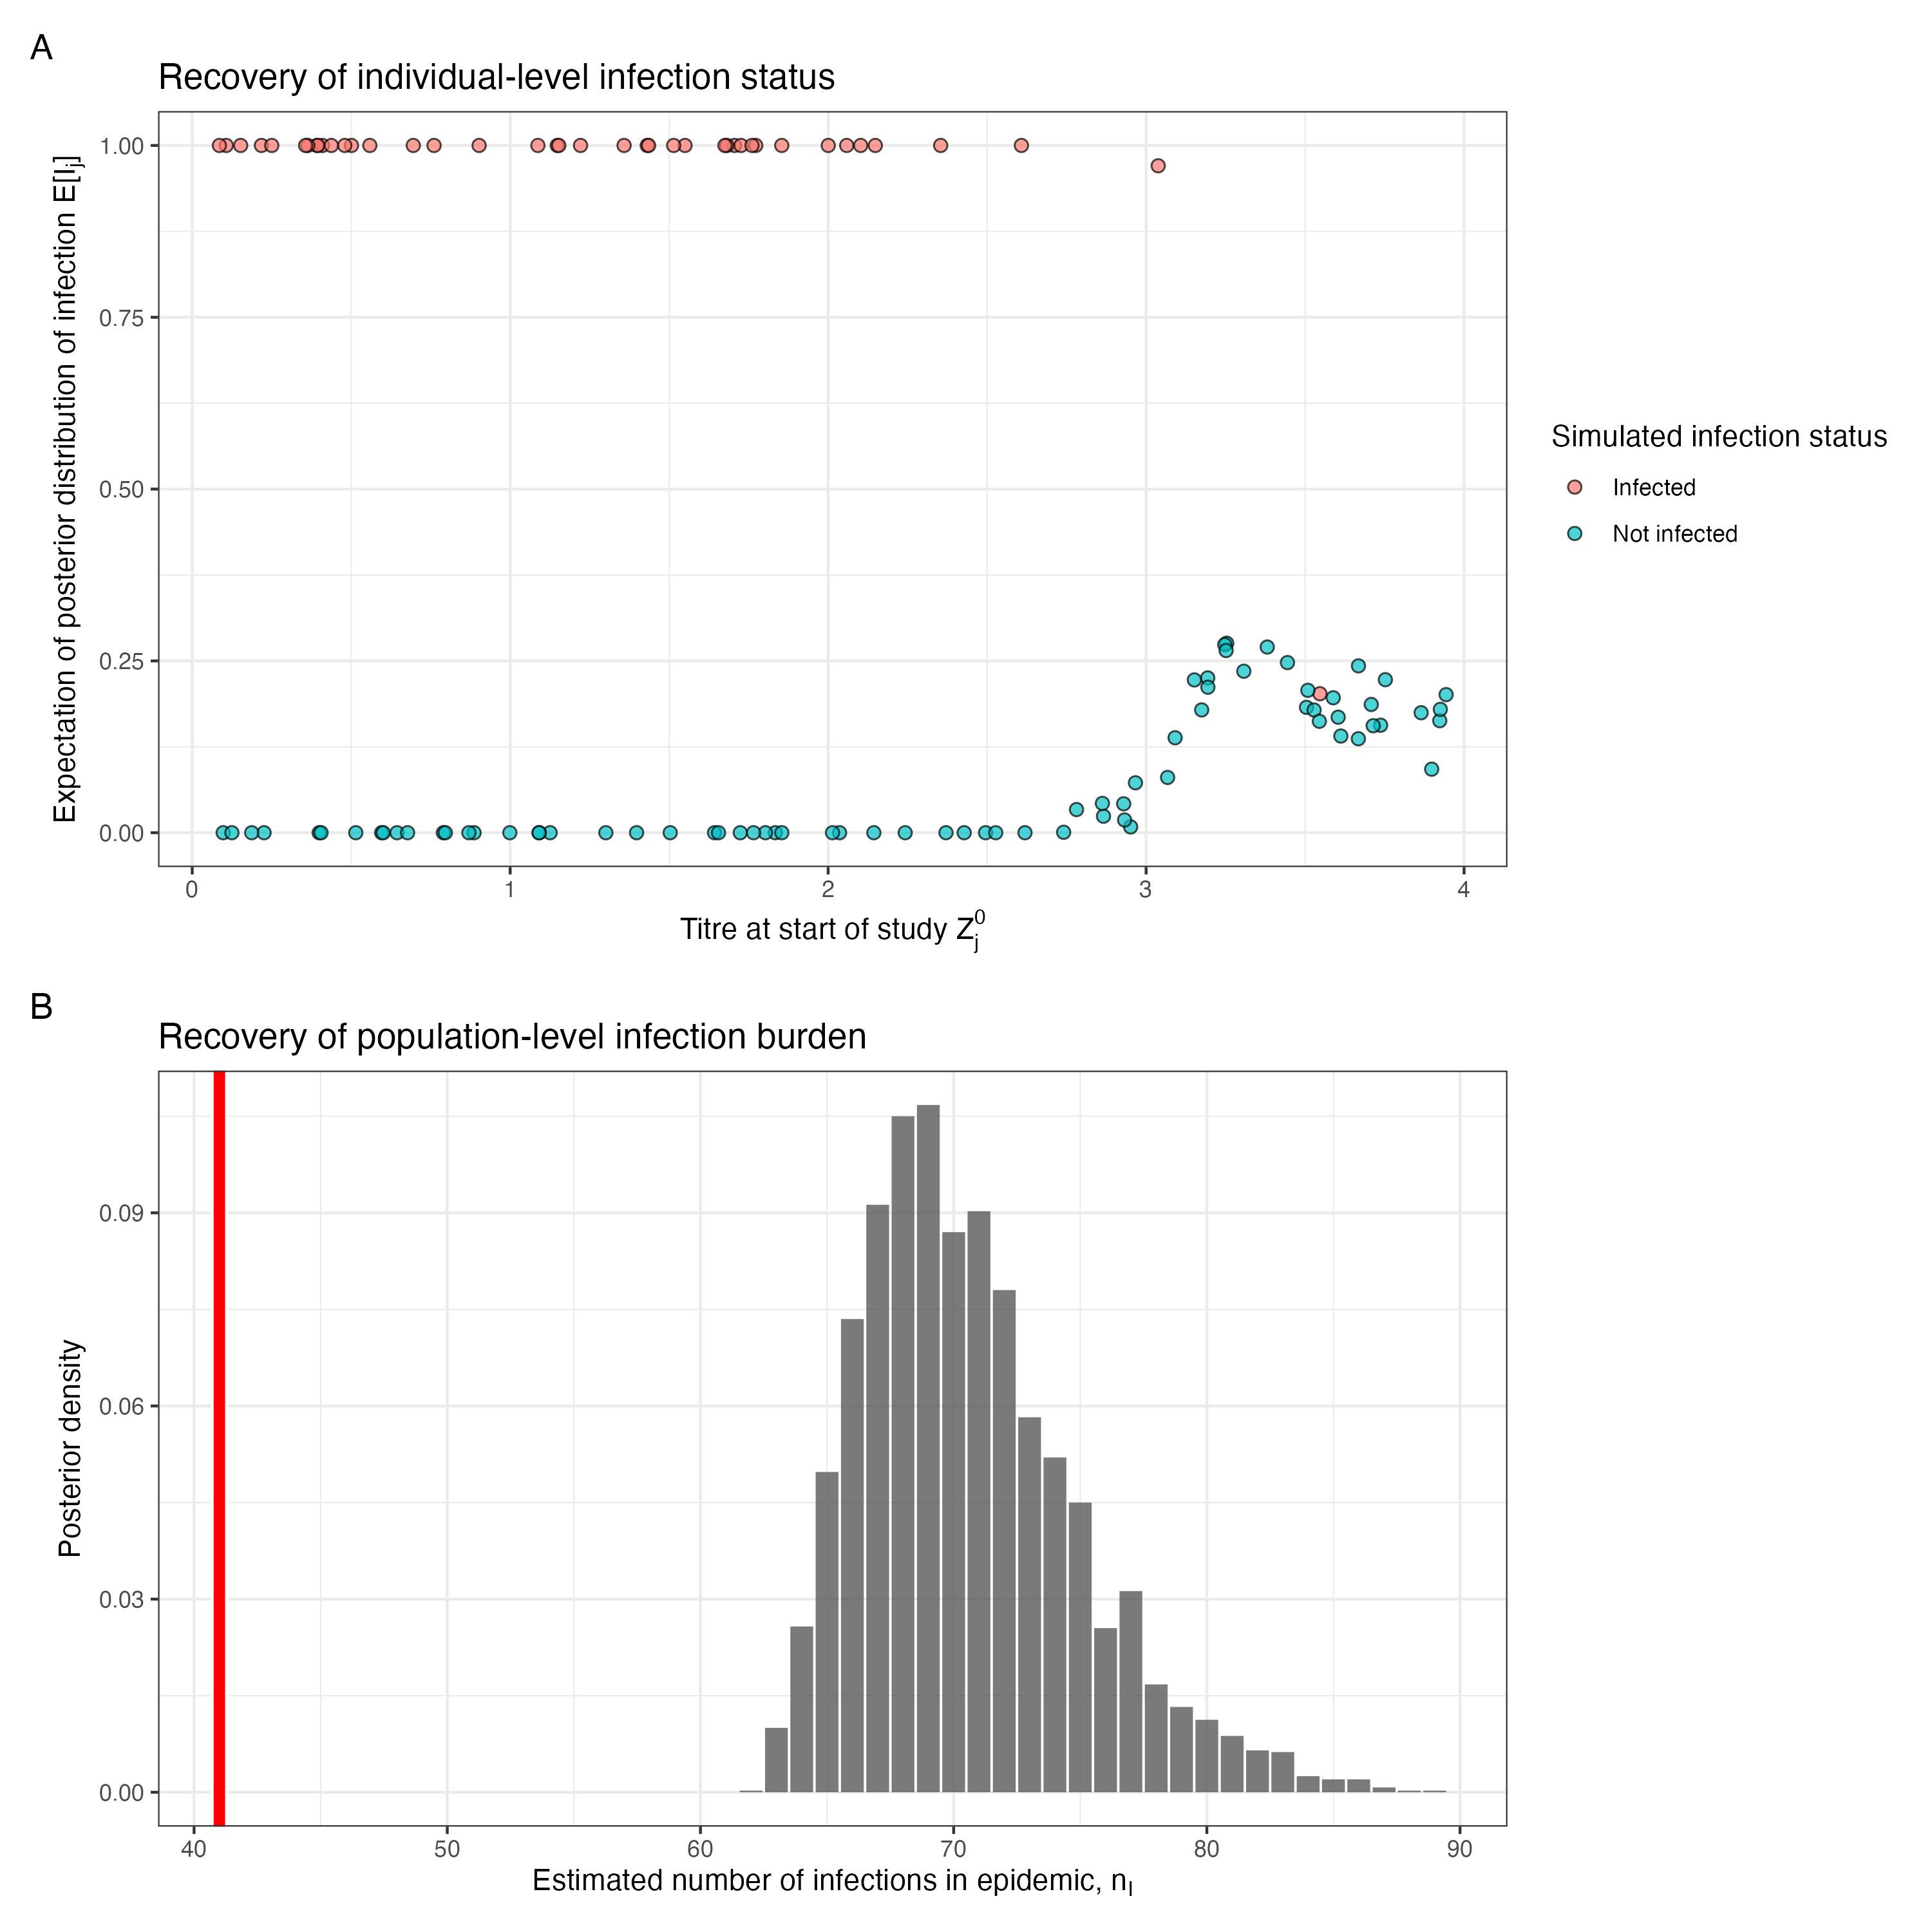 A
Recovery of individual-level infection status
Expectation of posterior distribution of infection E[Ij]
1.00
0.75
0.50
0.25
0.00
0 1 2 3 4
Titre at start of study Z0j
Simulated infection status
Infected
Not infected
B
Recovery of population-level infection burden
Posterior density
0.09
0.06
0.03
0.00
40 50 60 70 80 90
Estimated number of infections in epidemic, nI